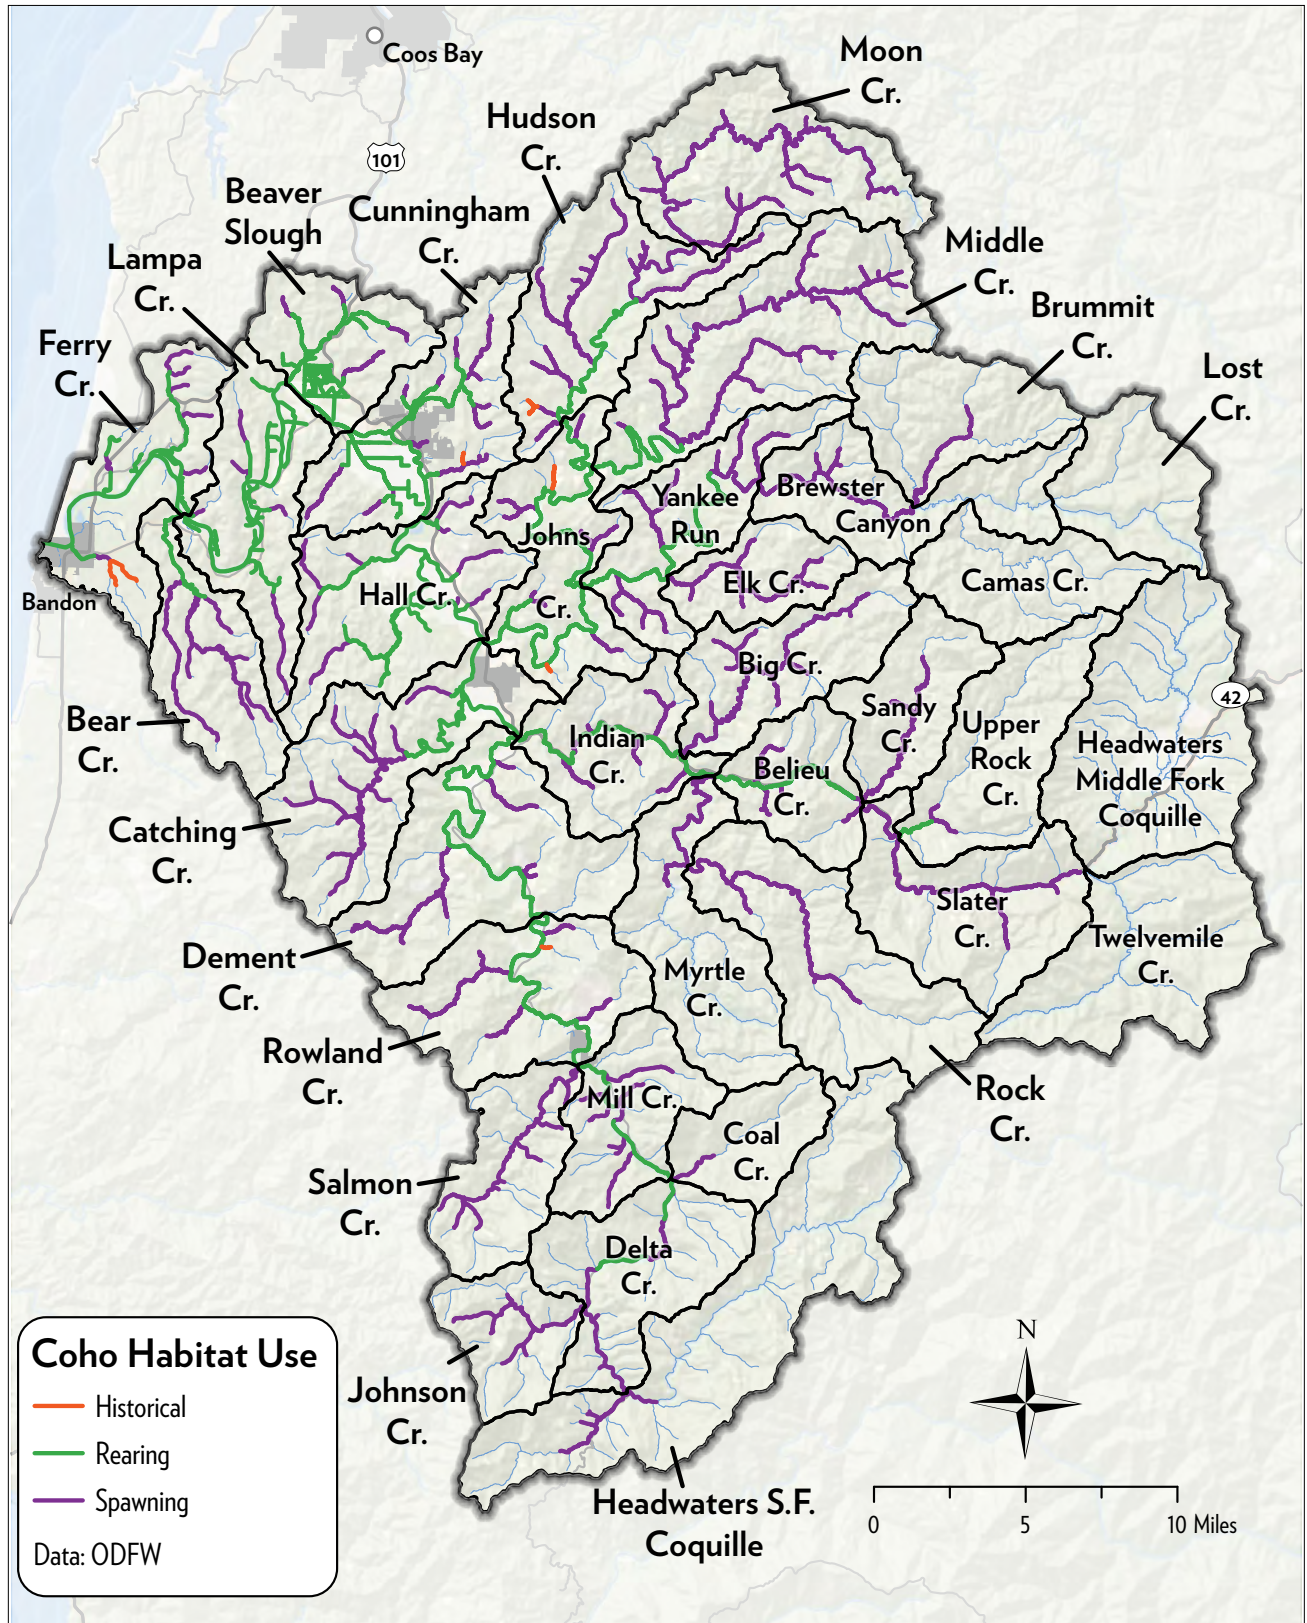 Coos Bay
101
Moon
Cr.
Hudson
Cr.
Beaver
Slough
Cunningham
Cr.
Lampa
Cr.
Middle
Cr.
Brummit
Cr.
Ferry
Cr.
Lost
Cr.
Yankee
Run
Brewster
Canyon
Johns
Cr.
Elk Cr.
Camas Cr.
Hall Cr.
Bandon
Big Cr.
42
Sandy
Cr.
Upper
Rock
Cr.
Headwaters
Middle Fork
Coquille
Bear
Cr.
Indian
Cr.
Belieu
Cr.
Catching
Cr.
Slater
Cr.
Twelvemile
Cr.
Dement
Cr.
Myrtle
Cr.
Rowland
Cr.
Rock
Cr.
Mill Cr.
Coal
Cr.
Salmon
Cr.
Delta
Cr.
Johnson
Cr.
Headwaters S.F.
Coquille
Coho Habitat Use
Historical
Rearing
Spawning
Data: ODFW
N
0 5 10 Miles